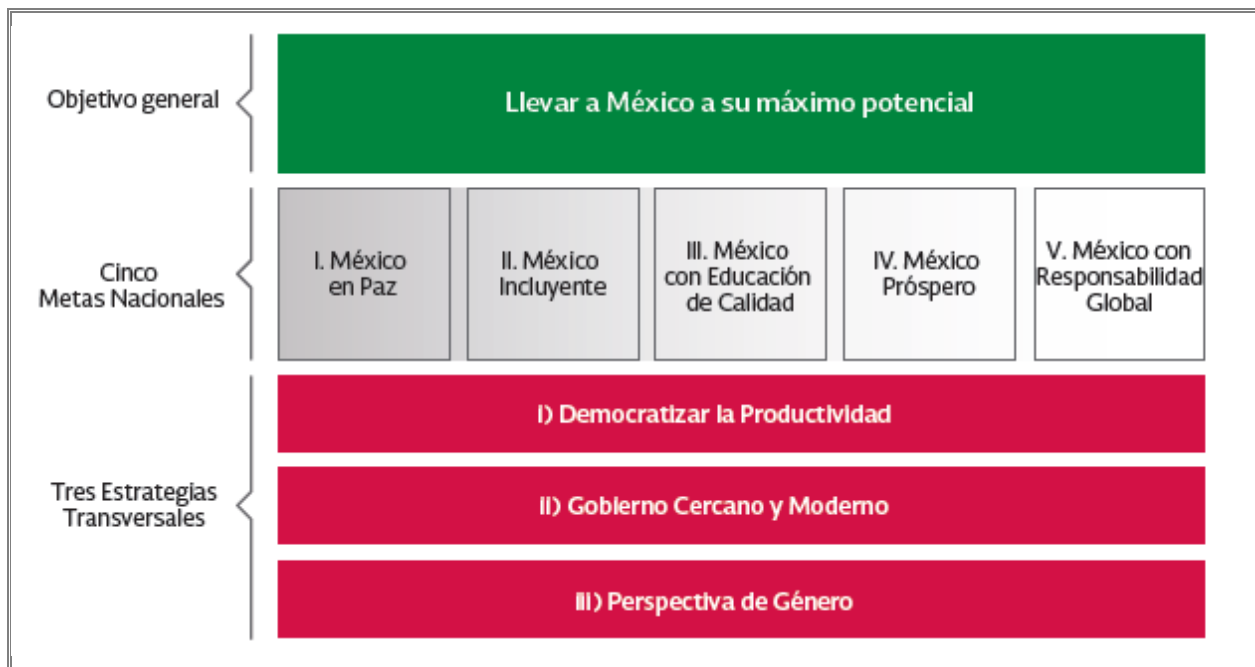 Objetivo general
Llevar a México a su máximo potencial
Cinco
Metas Nacionales
I. México
en Paz
II. México
Incluyente
III. México
con Educación
de Calidad
IV. México
Próspero
V. México con
Responsabilidad
Global
Tres Estrategias
Transversales
i) Democratizar la Productividad
ii) Gobierno Cercano y Moderno
iii) Perspectiva de Género